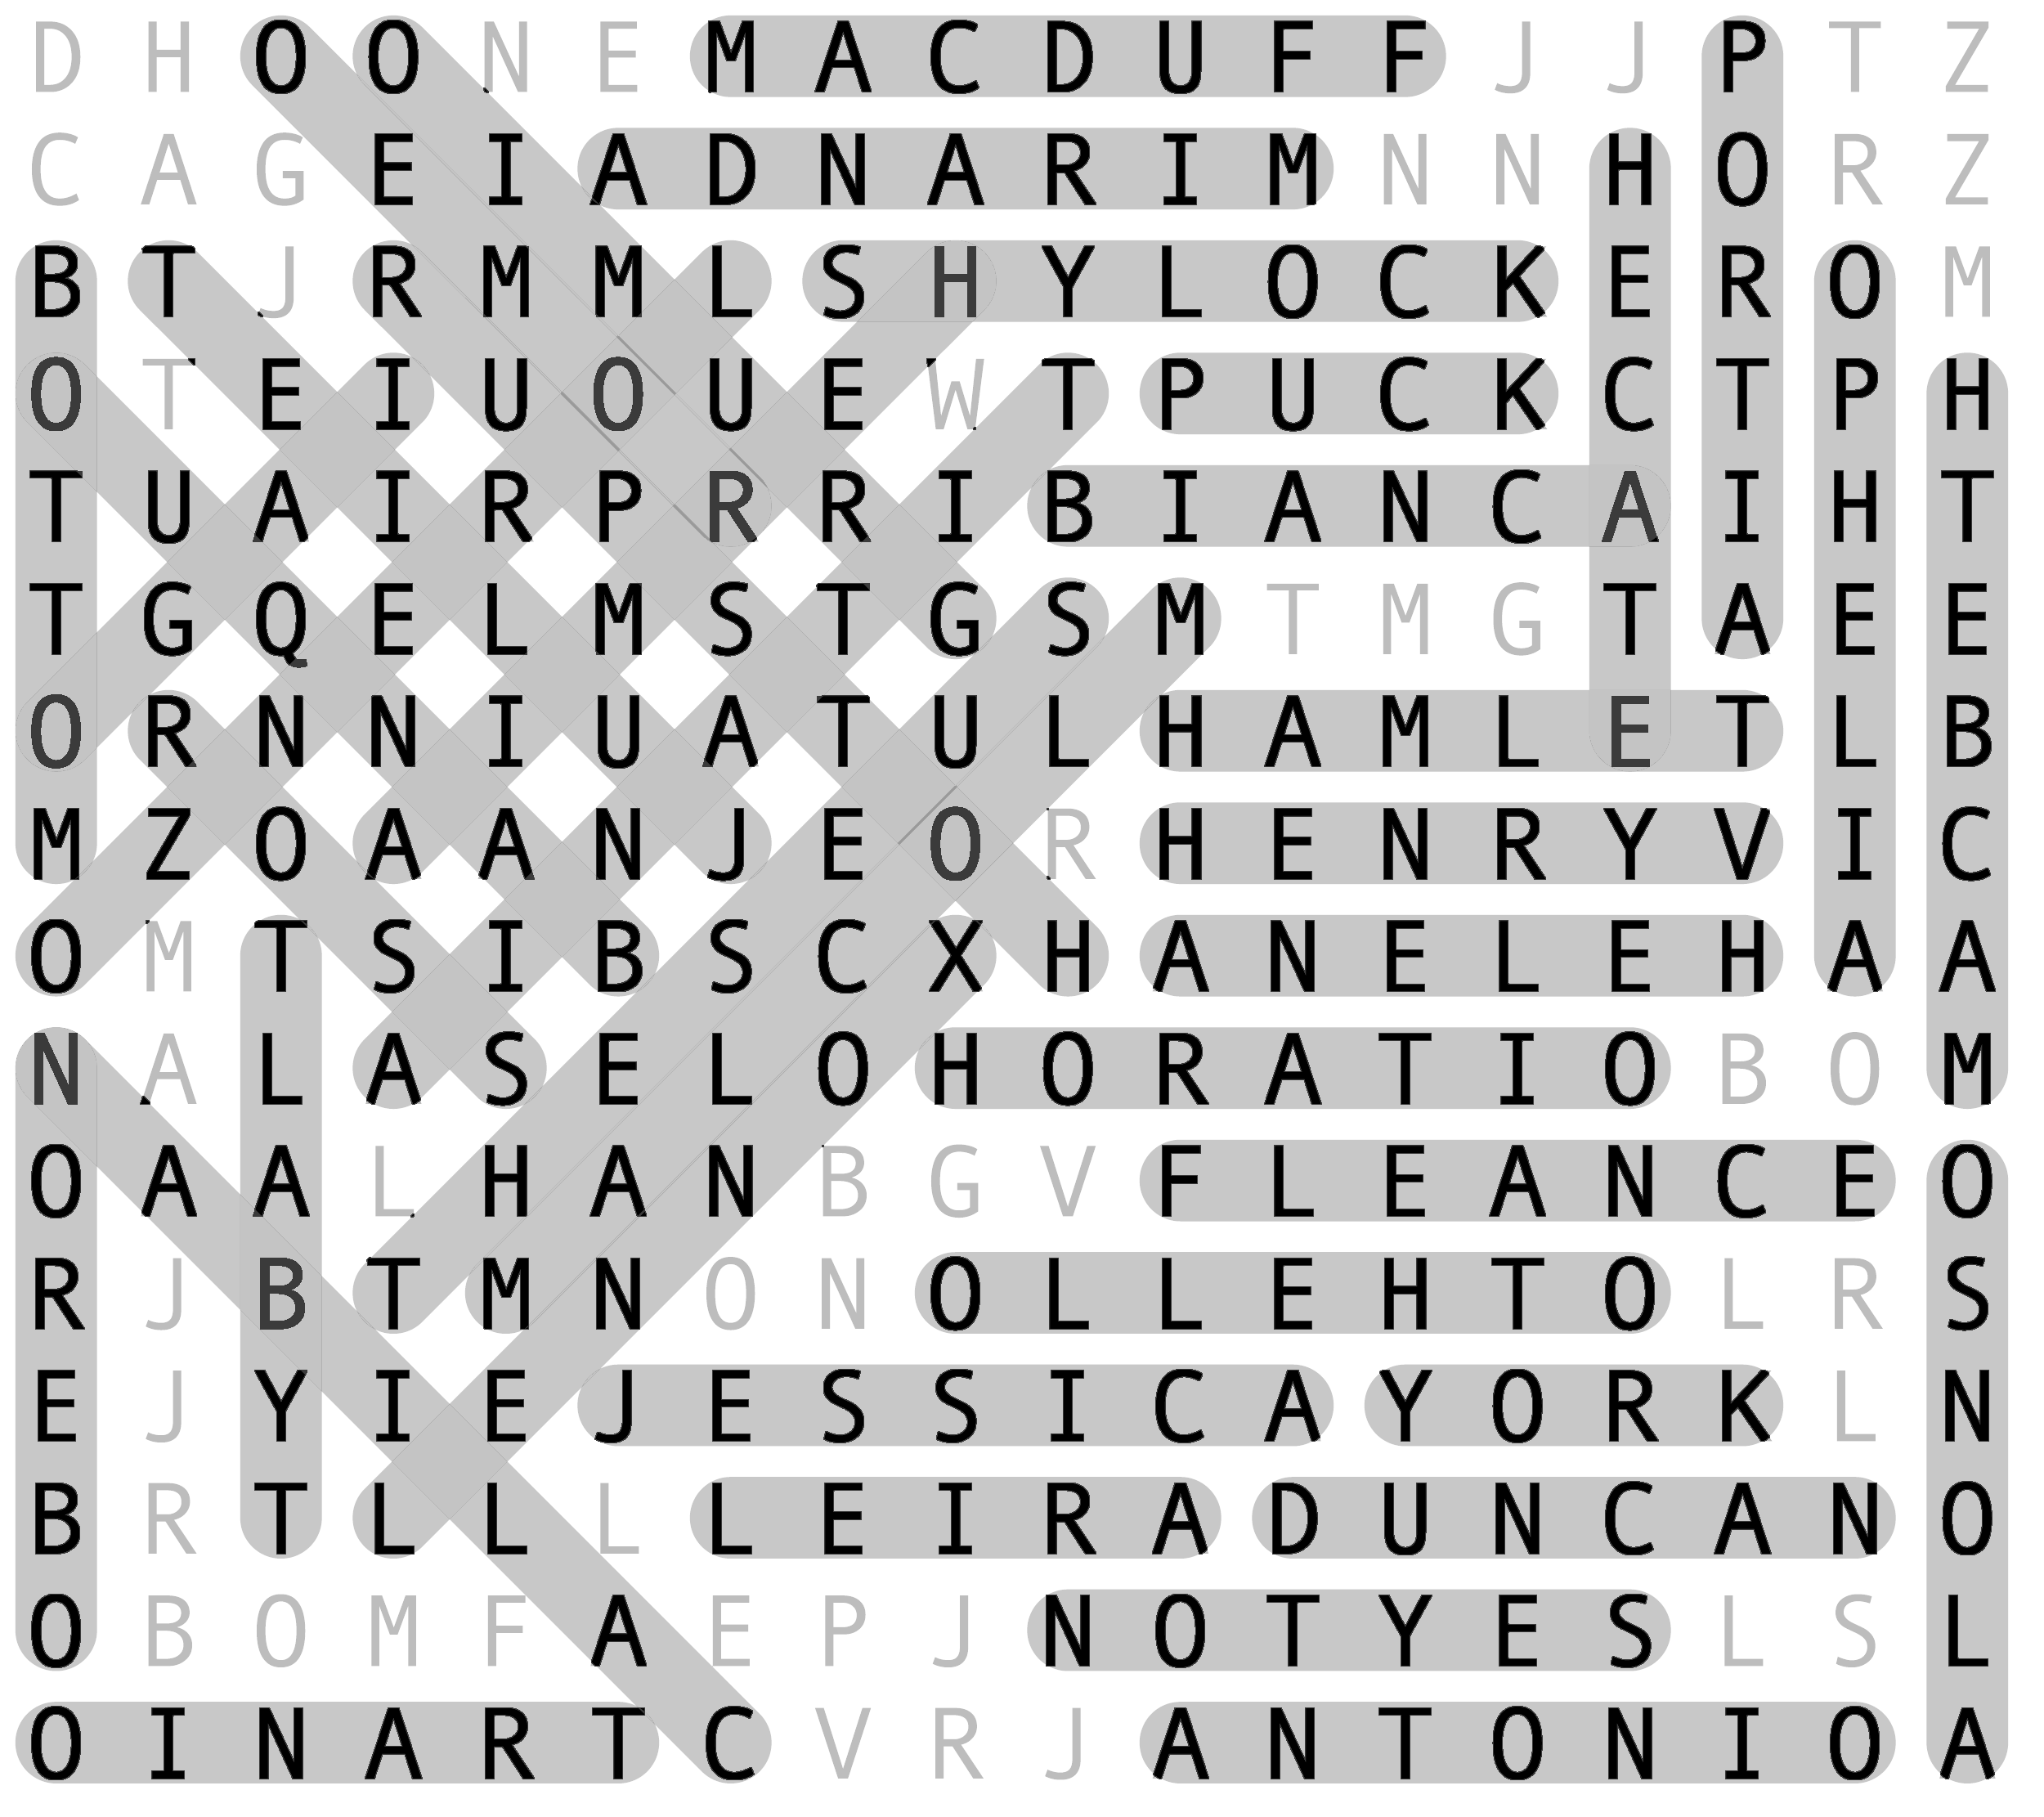 D H O O N E M A C D U F F J J P T Z
C A G E I A D N A R I M N N H O R Z
B T J R M M L S H Y L O C K E R O M
O T E I U O U E W T P U C K C T P H
T U A I R P R R I B I A N C A I H T
T G Q E L M S T G S M T M G T A E E
O R N N I U A T U L H A M L E T L B
M Z O A A N J E O R H E N R Y V I C
O M T S I B S C X H A N E L E H A A
N A L A S E L O H O R A T I O B O M
O A A L H A N B G V F L E A N C E O
R J B T M N O N O L L E H T O L R S
E J Y I E J E S S I C A Y O R K L N
B R T L L L L E I R A D U N C A N O
O B O M F A E P J N O T Y E S L S L
O I N A R T C V R J A N T O N I O A